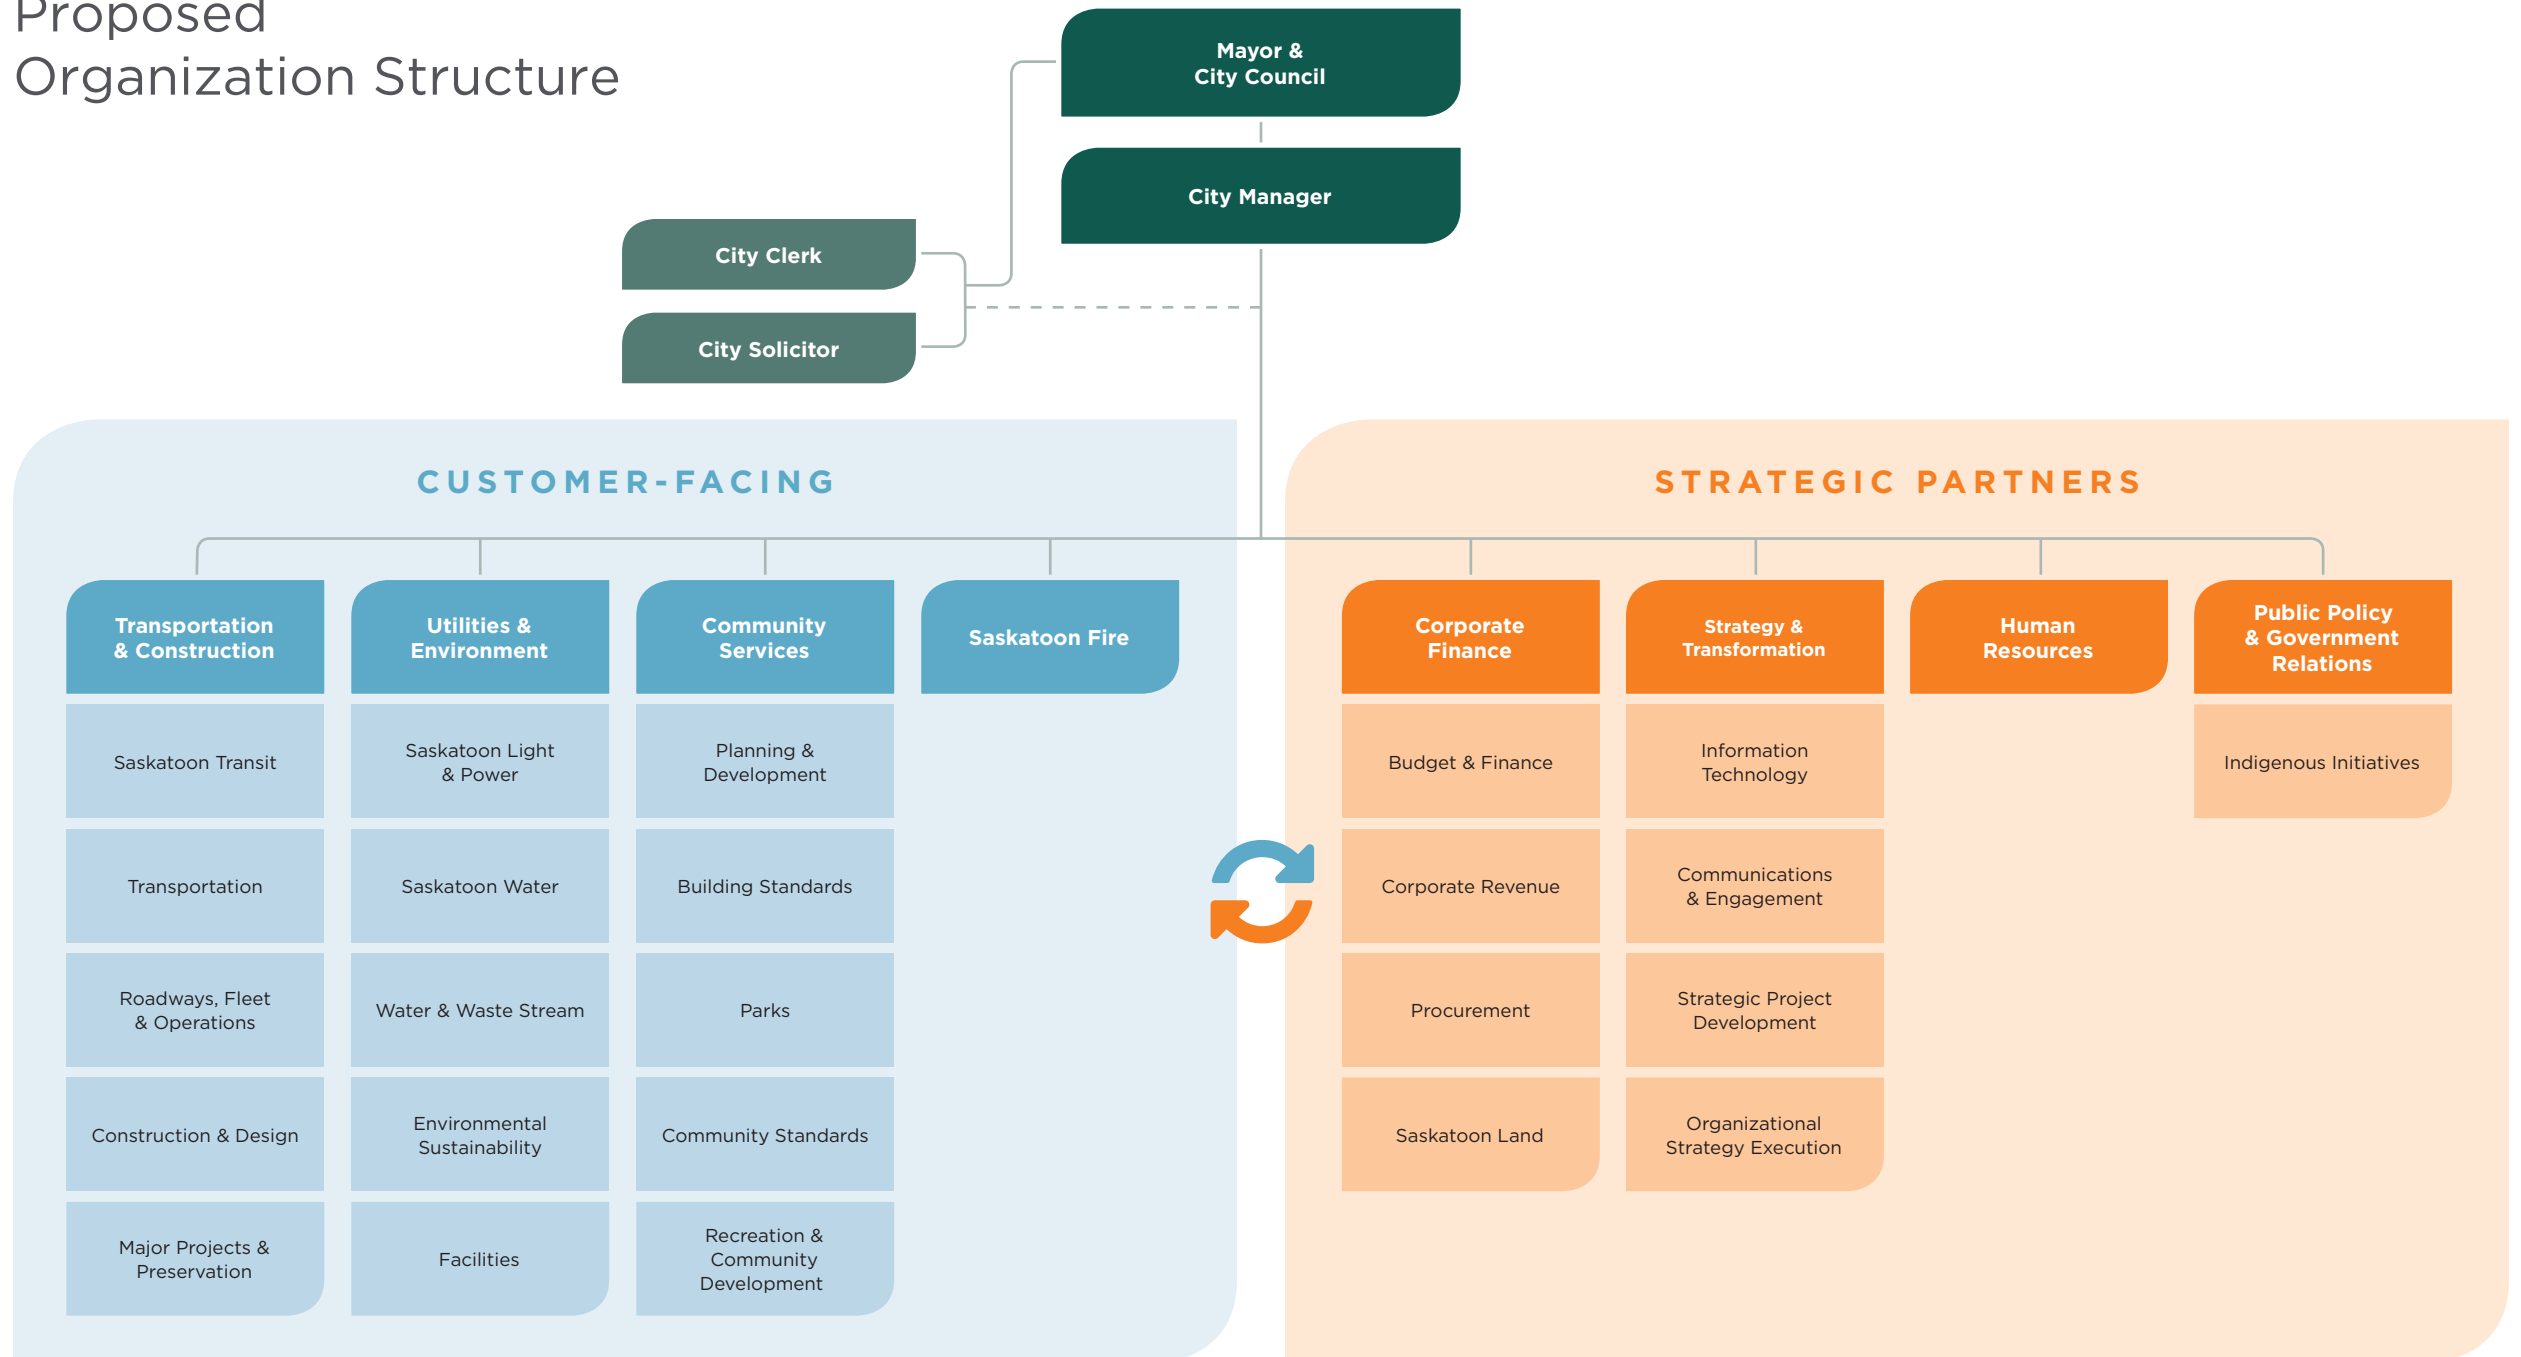 Proposed
Organization Structure
Mayor &
City Council
City Manager
City Clerk
City Solicitor
CUSTOMER-FACING
Transportation
& Construction
Saskatoon Transit
Transportation
Roadways, Fleet
& Operations
Construction & Design
Major Projects &
Preservation
Utilities &
Environment
Saskatoon Light
& Power
Saskatoon Water
Water & Waste Stream
Environmental
Sustainability
Facilities
Community
Services
Planning &
Development
Building Standards
Parks
Community Standards
Recreation &
Community
Development
Saskatoon Fire
STRATEGIC PARTNERS
Corporate
Finance
Budget & Finance
Corporate Revenue
Procurement
Saskatoon Land
Strategy &
Transformation
Information
Technology
Communications
& Engagement
Strategic Project
Development
Organizational
Strategy Execution
Human
Resources
Public Policy
& Government
Relations
Indigenous Initiatives